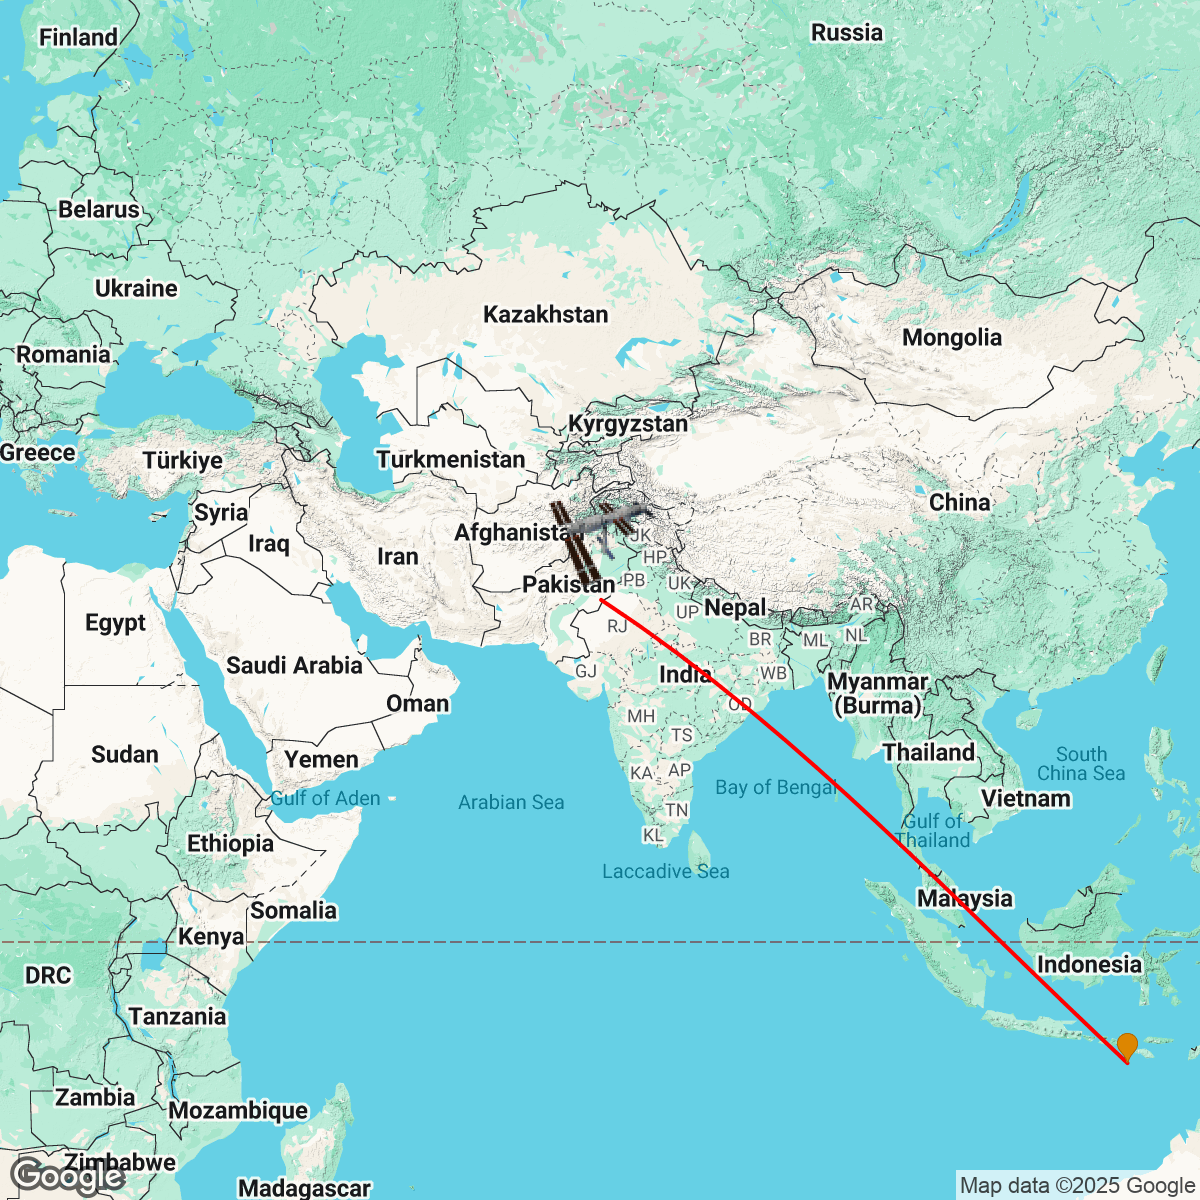 Finland
Russia
Belarus
Ukraine
Kazakhstan
Mongolia
Romania
Kyrgyzstan
Greece
Türkiye
Turkmenistan
China
Syria
Afghanistan
Iraq
Iran
JK
HP
Pakistan
PB
UK
Nepal
AR
UP
Egypt
RJ
BR
ML
NL
Saudi Arabia
GJ
India
WB
Myanmar
(Burma)
Oman
OD
MH
TS
Sudan
Yemen
Thailand
South
China Sea
KA
AP
Bay of Bengal
Vietnam
Gulf of Aden
Arabian Sea
TN
Gulf of
Thailand
KL
Ethiopia
Laccadive Sea
Malaysia
Somalia
Kenya
Indonesia
DRC
Tanzania
Zambia
Mozambique
Zimbabwe
Google
Madagascar
Map data ©2025 Google